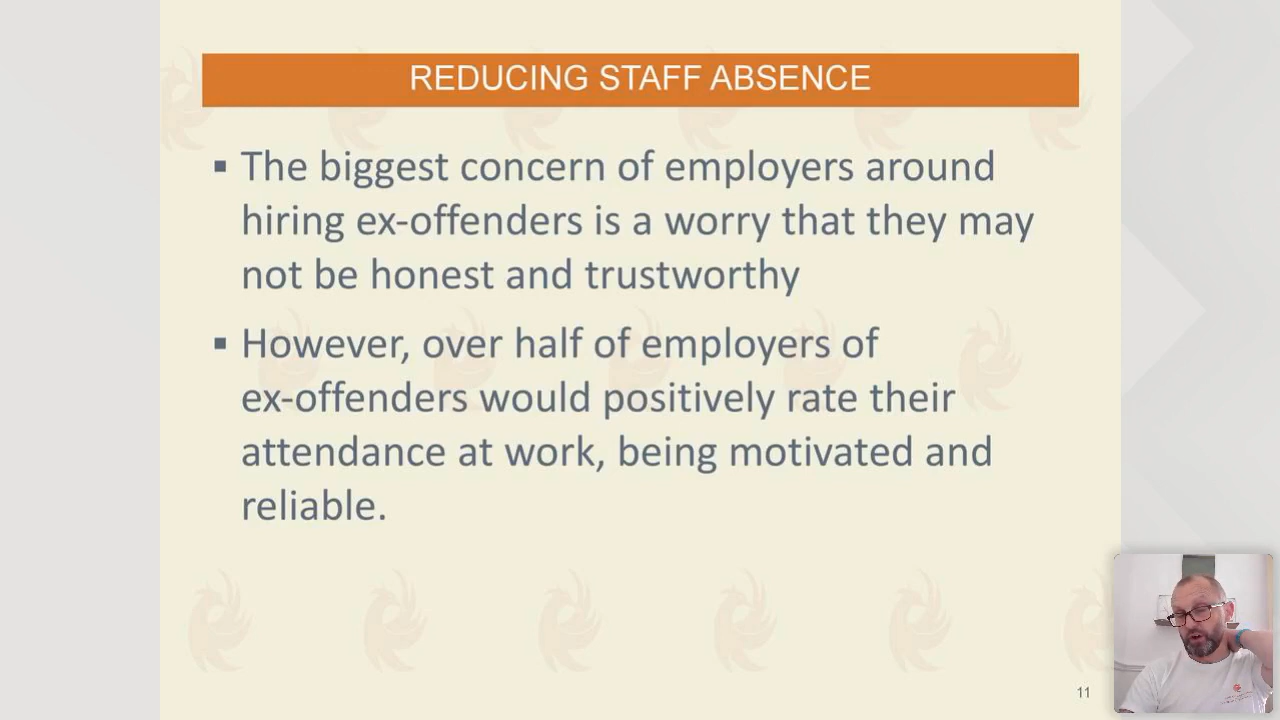 REDUCING STAFF ABSENCE
▪ The biggest concern of employers around
hiring ex-offenders is a worry that they may
not be honest and trustworthy
▪ However, over half of employers of
ex-offenders would positively rate their
attendance at work, being motivated and
reliable.
11